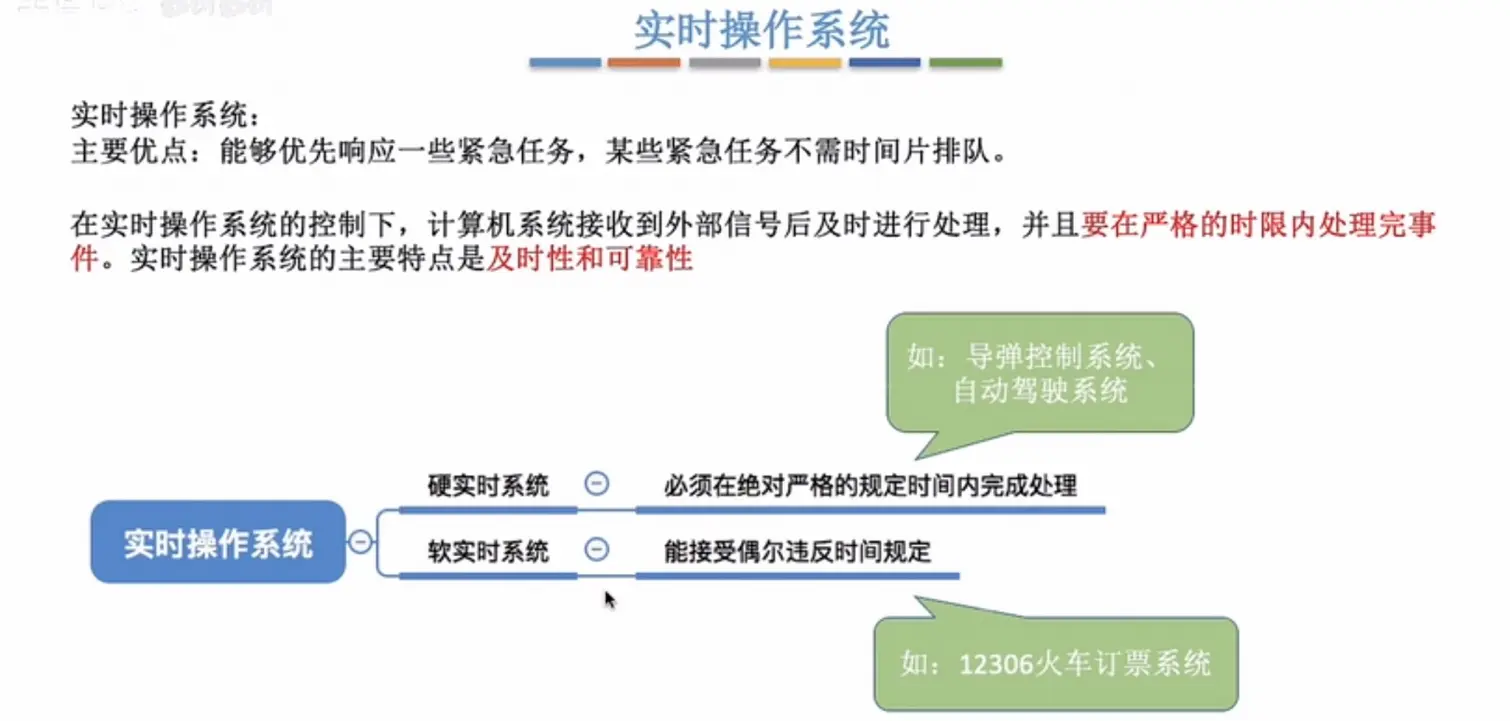 实时操作系统
实时操作系统：
主要优点：能够优先响应一些紧急任务，某些紧急任务不需时间片排队。
在实时操作系统的控制下，计算机系统接收到外部信号后及时进行处理，并且要在严格的时限内处理完事
件。实时操作系统的主要特点是及时性和可靠性
如：导弹控制系统、
自动驾驶系统
硬实时系统
必须在绝对严格的规定时间内完成处理
实时操作系统
软实时系统
能接受偶尔违反时间规定
如：12306火车订票系统